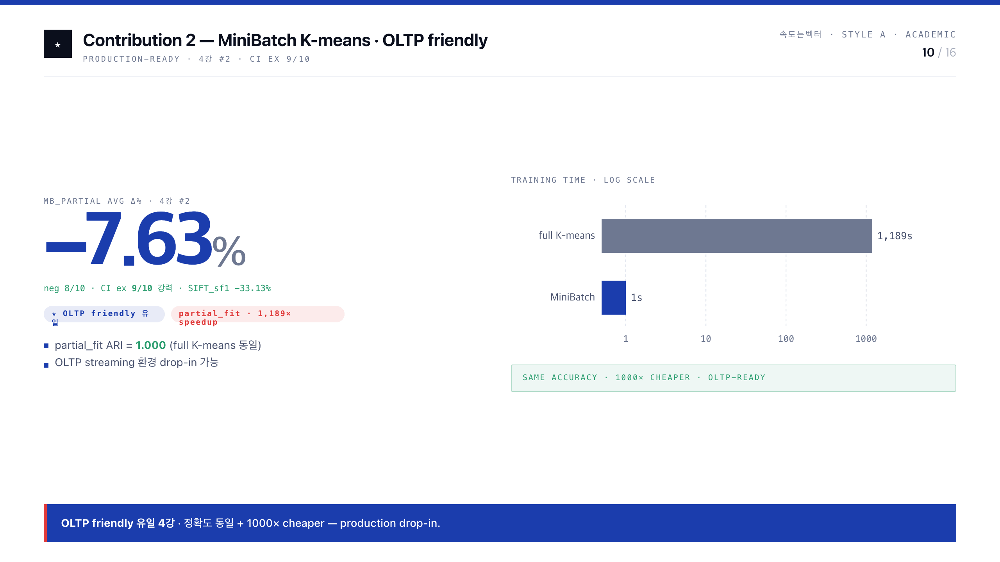 ★
Contribution 2 — MiniBatch K-means · OLTP friendly
PRODUCTION-READY · 4강 #2 · CI EX 9/10
속도는벡터 · STYLE A · ACADEMIC
10 / 16
MB_PARTIAL AVG Δ% · 4강 #2
−7.63%
neg 8/10 · CI ex 9/10 강력 · SIFT_sf1 −33.13%
★ OLTP friendly 유
일
partial_fit · 1,189×
speedup
partial_fit ARI = 1.000 (full K-means 동일)
OLTP streaming 환경 drop-in 가능
TRAINING TIME · LOG SCALE
full K-means
1,189s
MiniBatch
1s
1 10 100 1000
SAME ACCURACY · 1000× CHEAPER · OLTP-READY
OLTP friendly 유일 4강 · 정확도 동일 + 1000× cheaper — production drop-in.